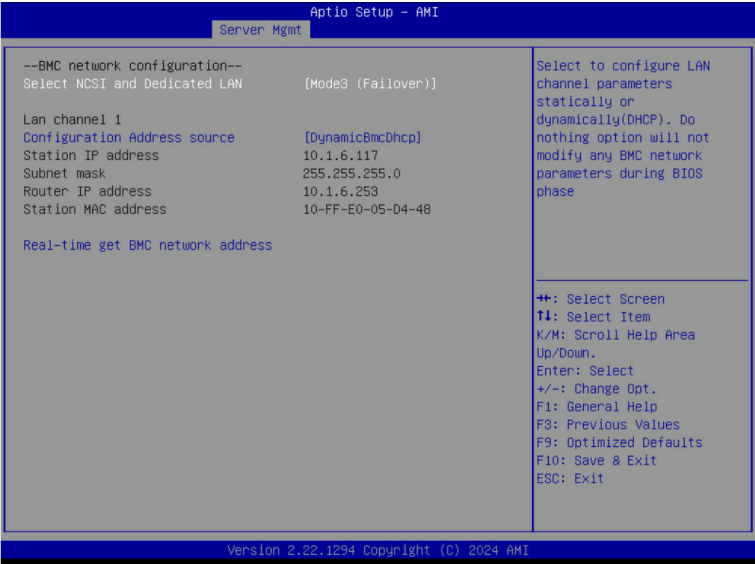 Aptio Setup - AMI
Server Mgmt
--BMC network configuration--
Select NCSI and Dedicated LAN [Mode3 (Failover)]
Lan channel 1
Configuration Address source [DynamicBmcDhcp]
Station IP address 10.1.6.117
Subnet mask 255.255.255.0
Router IP address 10.1.6.253
Station MAC address 10-FF-E0-05-D4-48
Real-time get BMC network address
Select to configure LAN
channel parameters
statically or
dynamically(DHCP). Do
nothing option will not
modify any BMC network
parameters during BIOS
phase
→←: Select Screen
↑↓: Select Item
K/M: Scroll Help Area
Up/Down.
Enter: Select
+/-: Change Opt.
F1: General Help
F3: Previous Values
F9: Optimized Defaults
F10: Save & Exit
ESC: Exit
Version 2.22.1294 Copyright (C) 2024 AMI